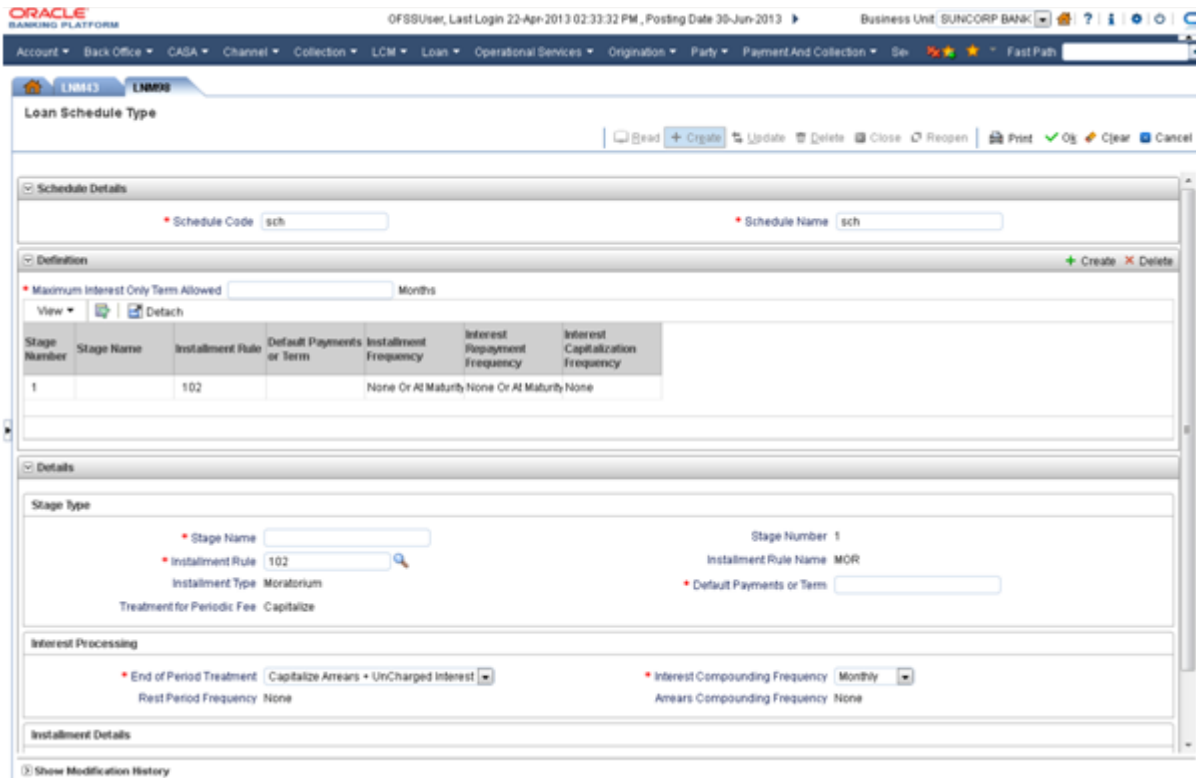 ORACLE
BANKING PLATFORM
OFSSUser, Last Login 22-Apr-2013 02:33:32 PM , Posting Date 30-Jun-2013
Business Unit SUNCORP BANK
Account Back Office CASA Channel Collection LCM Loan Operational Services Origination Party Payment And Collection Se Fast Path
LNM43 LNM98
Loan Schedule Type
Read + Create Update Delete Close Reopen Print Ok Clear Cancel
Schedule Details
* Schedule Code sch * Schedule Name sch
Definition + Create Delete
* Maximum Interest Only Term Allowed Months
View Detach
Stage Number Stage Name Installment Rule Default Payments or Term Installment Frequency Interest Repayment Frequency Interest Capitalization Frequency
1 102 None Or At Maturity None Or At Maturity None
Details
Stage Type
* Stage Name Stage Number 1
* Installment Rule 102 Installment Rule Name MOR
Installment Type Moratorium * Default Payments or Term
Treatment for Periodic Fee Capitalize
Interest Processing
* End of Period Treatment Capitalize Arrears + UnCharged Interest * Interest Compounding Frequency Monthly
Rest Period Frequency None Arrears Compounding Frequency None
Installment Details
Show Modification History